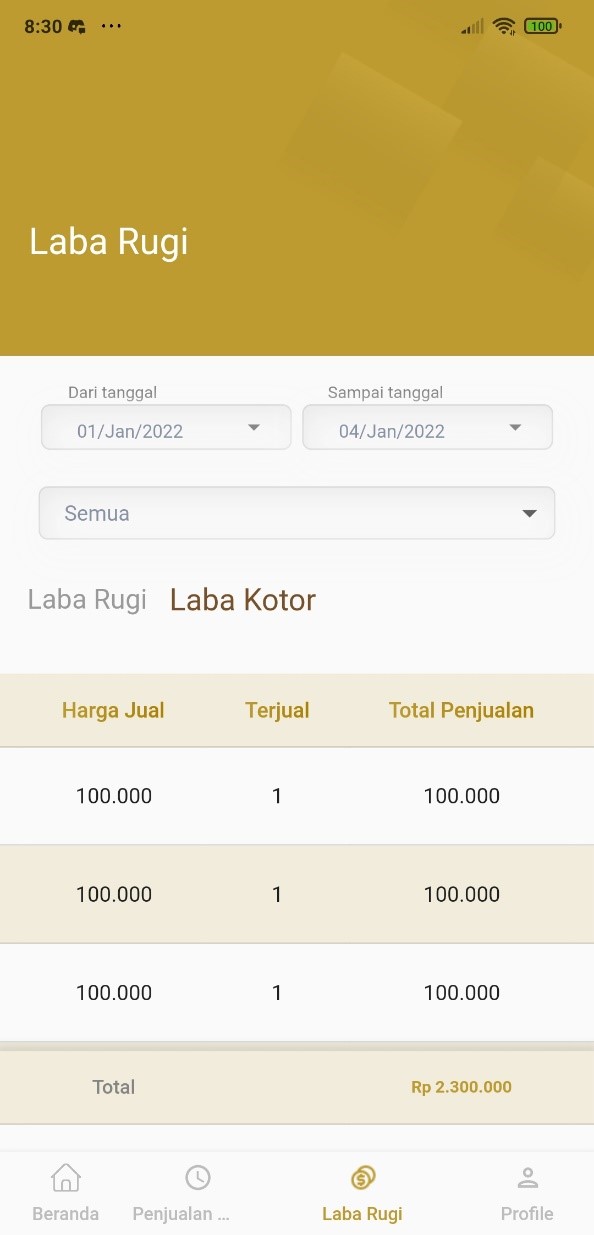 8:30
100
Laba Rugi
Dari tanggal Sampai tanggal
01/Jan/2022 04/Jan/2022
Semua
Laba Rugi Laba Kotor
Harga Jual Terjual Total Penjualan
100.000 1 100.000
100.000 1 100.000
100.000 1 100.000
Total Rp 2.300.000
Beranda Penjualan ... Laba Rugi Profile